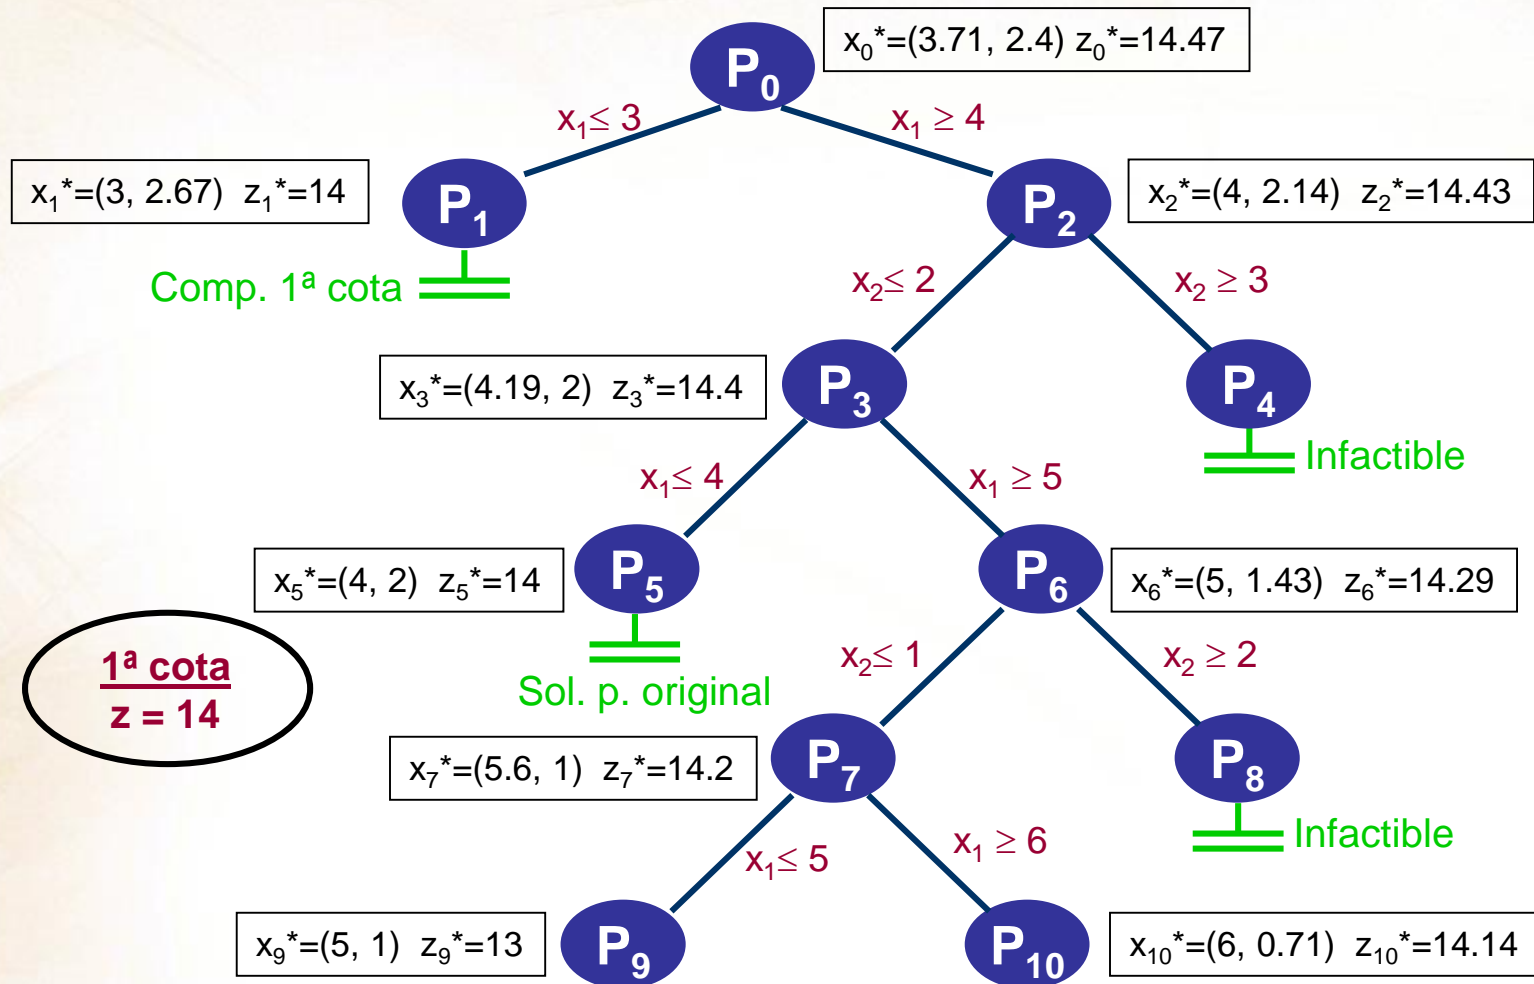 P₀
x₀*=(3.71, 2.4) z₀*=14.47
x₁≤ 3
x₁ ≥ 4
x₁*=(3, 2.67) z₁*=14
P₁
P₂
x₂*=(4, 2.14) z₂*=14.43
Comp. 1ª cota
x₂≤ 2
x₂ ≥ 3
x₃*=(4.19, 2) z₃*=14.4
P₃
P₄
Infactible
x₁≤ 4
x₁ ≥ 5
x₅*=(4, 2) z₅*=14
P₅
P₆
x₆*=(5, 1.43) z₆*=14.29
1ª cota
z = 14
Sol. p. original
x₂≤ 1
x₂ ≥ 2
x₇*=(5.6, 1) z₇*=14.2
P₇
P₈
Infactible
x₁≤ 5
x₁ ≥ 6
x₉*=(5, 1) z₉*=13
P₉
P₁₀
x₁₀*=(6, 0.71) z₁₀*=14.14